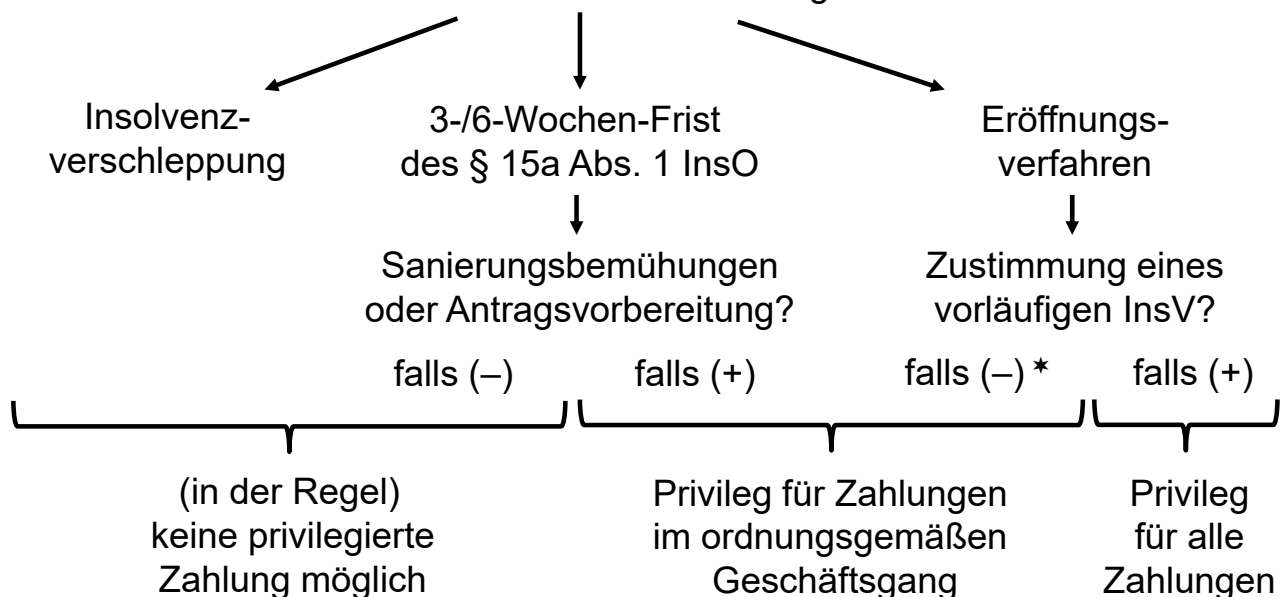 Insolvenz-
verschleppung
3-/6-Wochen-Frist
des § 15a Abs. 1 InsO
Eröffnungs-
verfahren
Sanierungsbemühungen
oder Antragsvorbereitung?
Zustimmung eines
vorläufigen InsV?
falls (–)
falls (+)
falls (–) ★
falls (+)
(in der Regel)
keine privilegierte
Zahlung möglich
Privileg für Zahlungen
im ordnungsgemäßen
Geschäftsgang
Privileg
für alle
Zahlungen